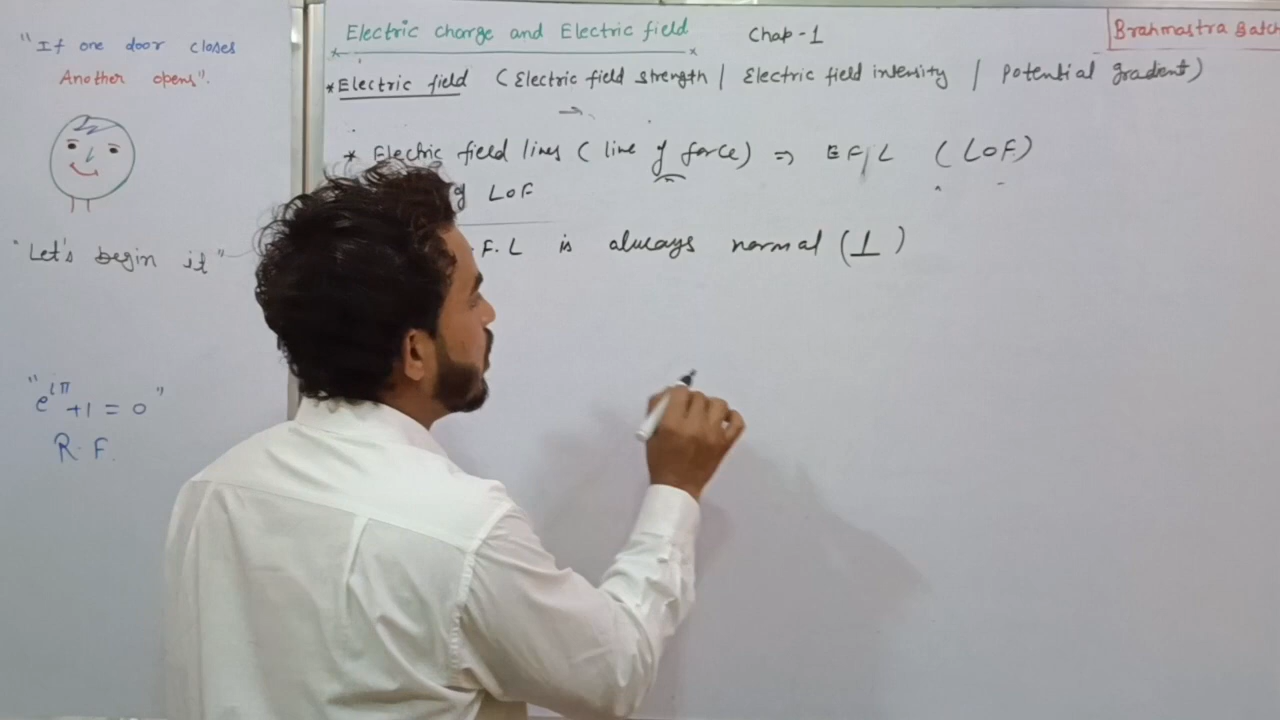 "If one door closes
Another opens".
"Let's begin it"
"e^iπ +1 = 0"
R. F.
Electric charge and Electric field Chap-1
Brahmastra Batch
* Electric field (Electric field strength / Electric field intensity / Potential gradient)
* Electric field lines (line of force) ⇒ EFL (LOF)
LOF
F. L is always normal (⊥)